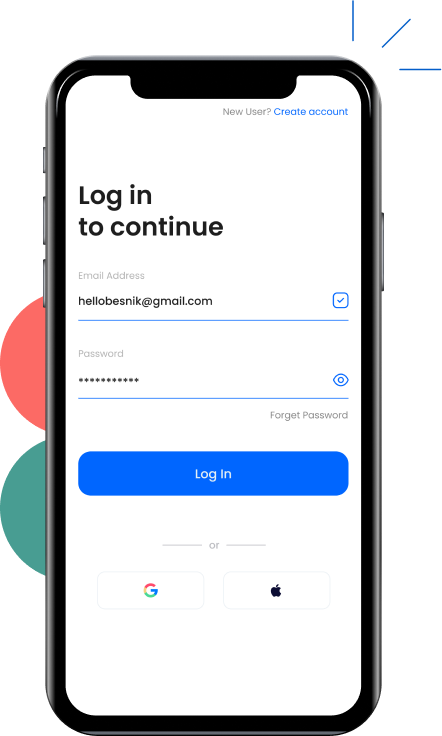 New User? Create account
Log in
to continue
Email Address
hellobesnik@gmail.com
Password
***********
Forget Password
Log In
or